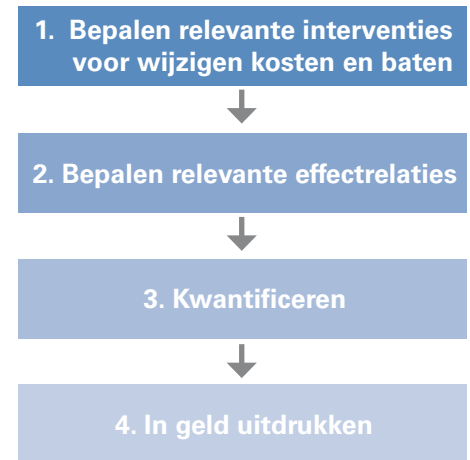 1. Bepalen relevante interventies
voor wijzigen kosten en baten
2. Bepalen relevante effectrelaties
3. Kwantificeren
4. In geld uitdrukken